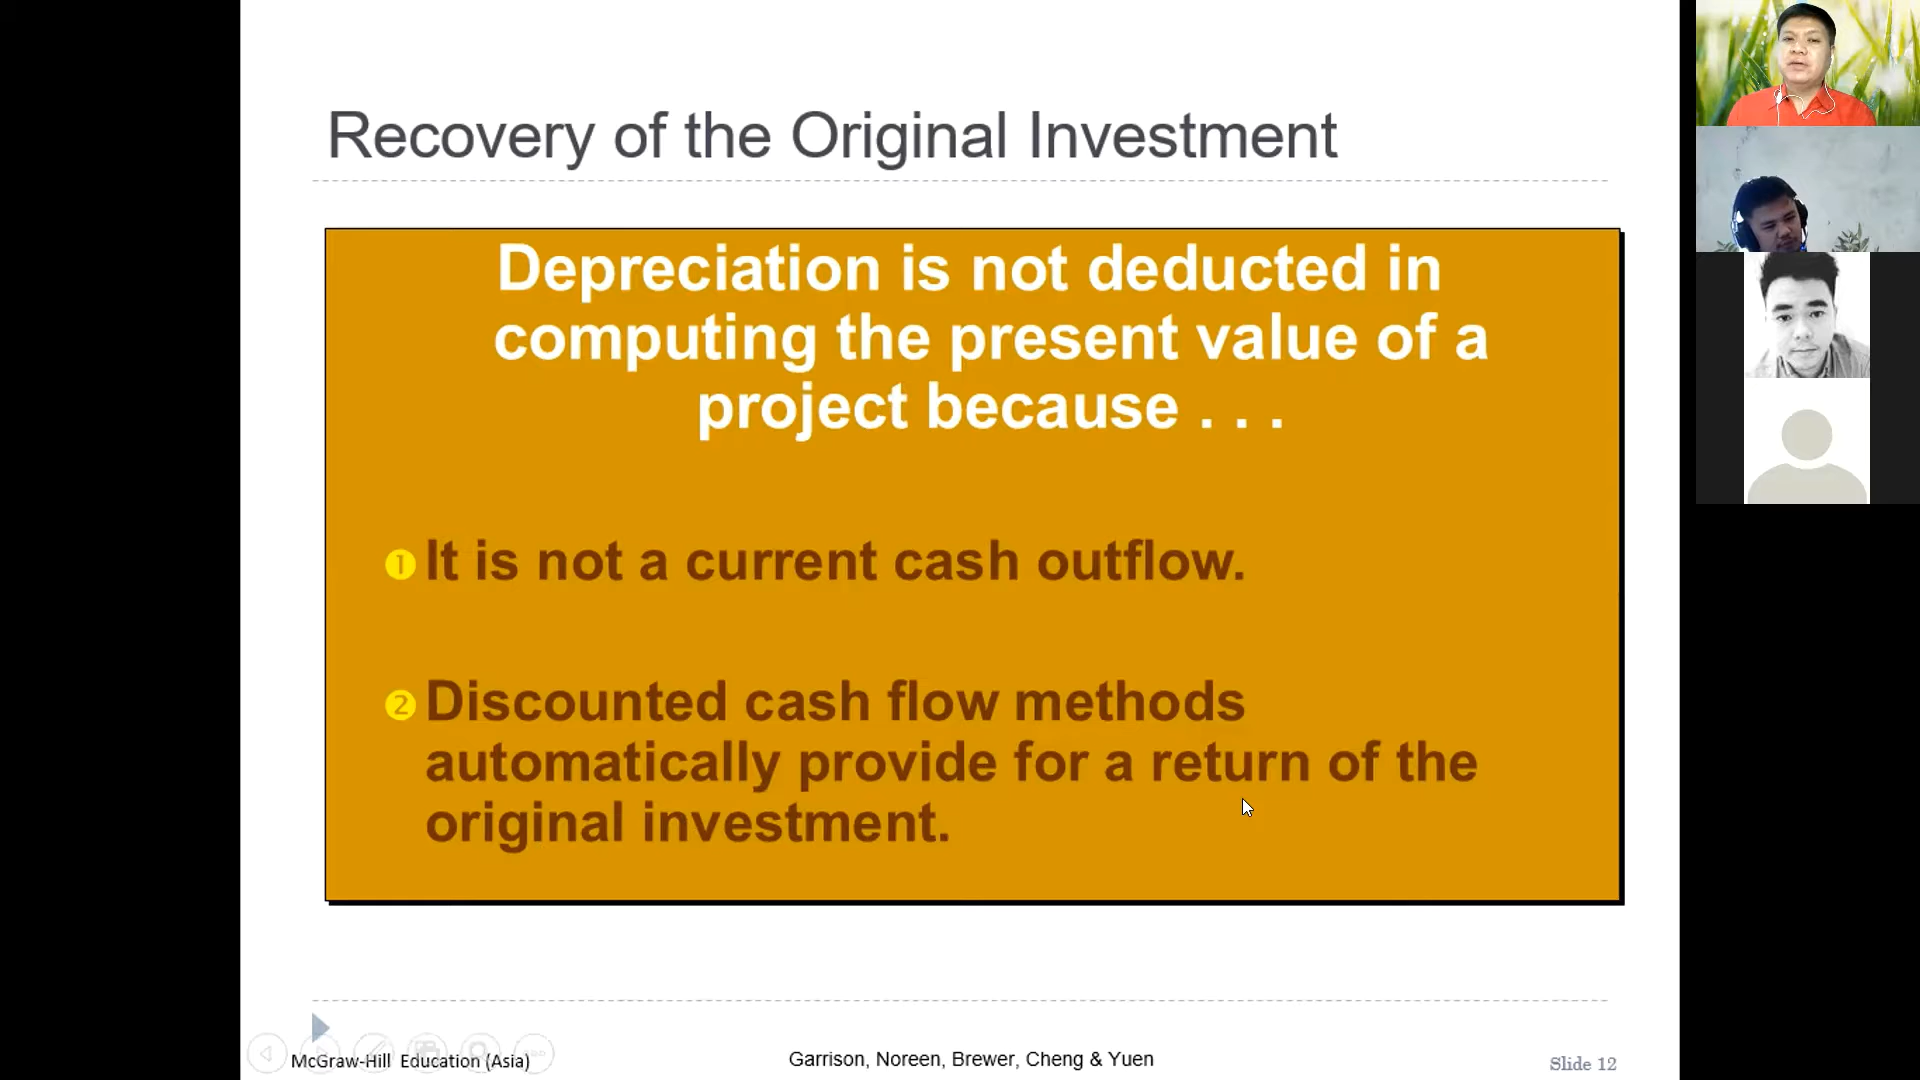 Recovery of the Original Investment
Depreciation is not deducted in
computing the present value of a
project because . . .
❶ It is not a current cash outflow.
❷ Discounted cash flow methods
automatically provide for a return of the
original investment.
McGraw-Hill Education (Asia)
Garrison, Noreen, Brewer, Cheng & Yuen
Slide 12